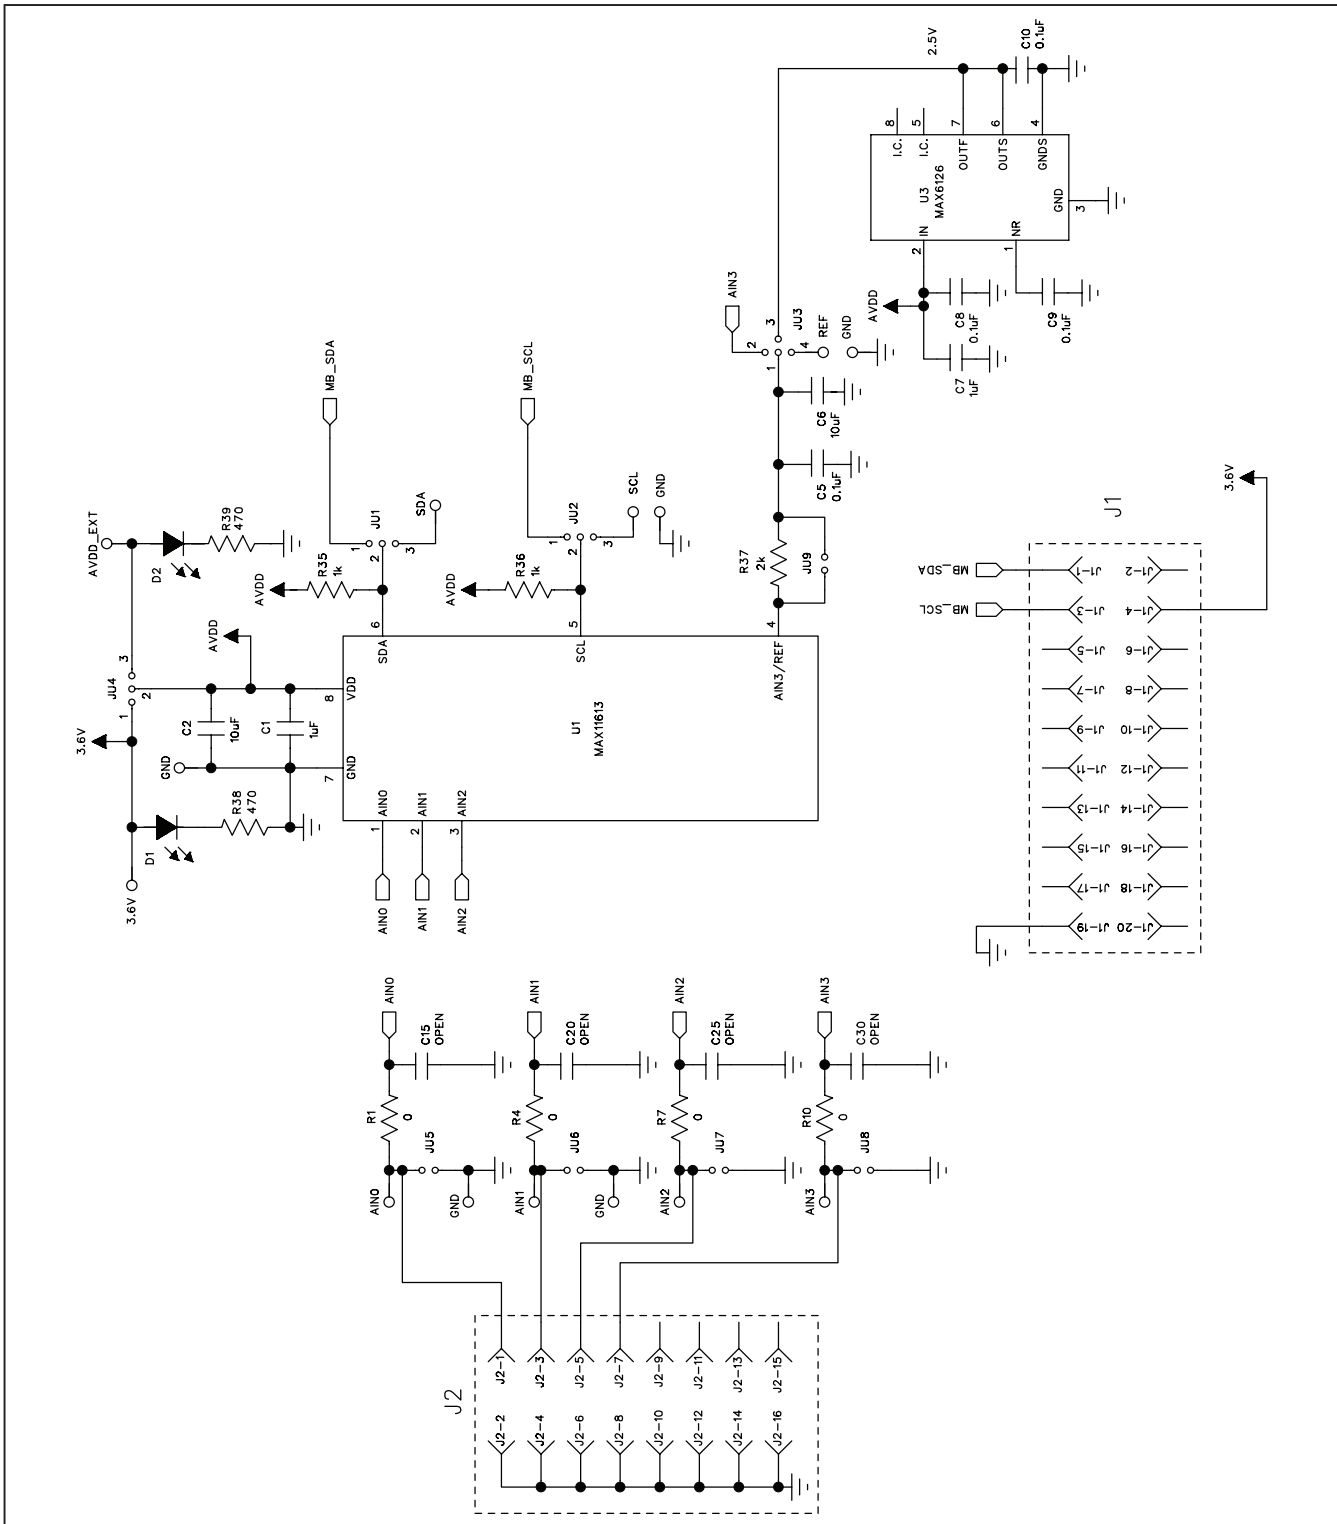 2.5V
C10
0.1uF
8
I.C.
5
I.C.
7
OUTF
6
OUTS
4
GNDS
U3
MAX6126
GND
3
IN
2
NR
1
AVDD
C8
0.1uF
C9
0.1uF
C7
1uF
AIN3
2
3
JU3
1
4
REF
GND
C6
10uF
C5
0.1uF
R37
2k
JU9
4
AIN3/REF
MB_SDA
MB_SCL
AVDD_EXT
D2
R39
470
1
JU1
2
3
SDA
AVDD
R35
1k
1
JU2
2
3
SCL
GND
AVDD
R36
1k
6
SDA
5
SCL
3
JU4
2
1
AVDD
3.6V
C2
10uF
C1
1uF
GND
8
VDD
7
GND
U1
MAX11613
D1
R38
470
3.6V
1
AIN0
2
AIN1
3
AIN2
AIN0
AIN1
AIN2
3.6V
J1
MB_SDA
MB_SCL
J1-1
J1-2
J1-3
J1-4
J1-5
J1-6
J1-7
J1-8
J1-9
J1-10
J1-11
J1-12
J1-13
J1-14
J1-15
J1-16
J1-17
J1-18
J1-19
J1-20
AIN0
C15
OPEN
R1
0
JU5
AIN0
GND
AIN1
C20
OPEN
R4
0
JU6
AIN1
GND
AIN2
C25
OPEN
R7
0
JU7
AIN2
AIN3
C30
OPEN
R10
0
JU8
AIN3
J2
J2-1
J2-2
J2-3
J2-4
J2-5
J2-6
J2-7
J2-8
J2-9
J2-10
J2-11
J2-12
J2-13
J2-14
J2-15
J2-16